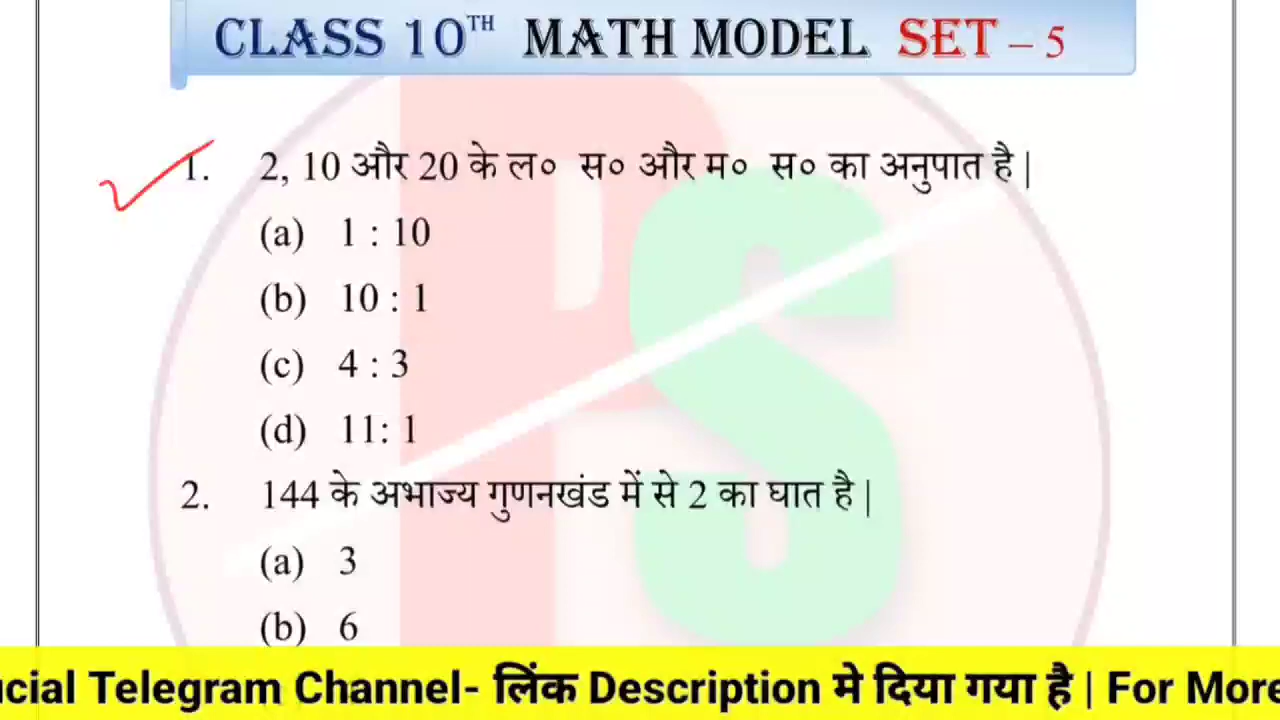 CLASS 10TH MATH MODEL SET – 5
1. 2, 10 और 20 के ल० स० और म० स० का अनुपात है |
(a) 1 : 10
(b) 10 : 1
(c) 4 : 3
(d) 11: 1
2. 144 के अभाज्य गुणनखंड में से 2 का घात है |
(a) 3
(b) 6
Telegram Channel- लिंक Description मे दिया गया है | For More